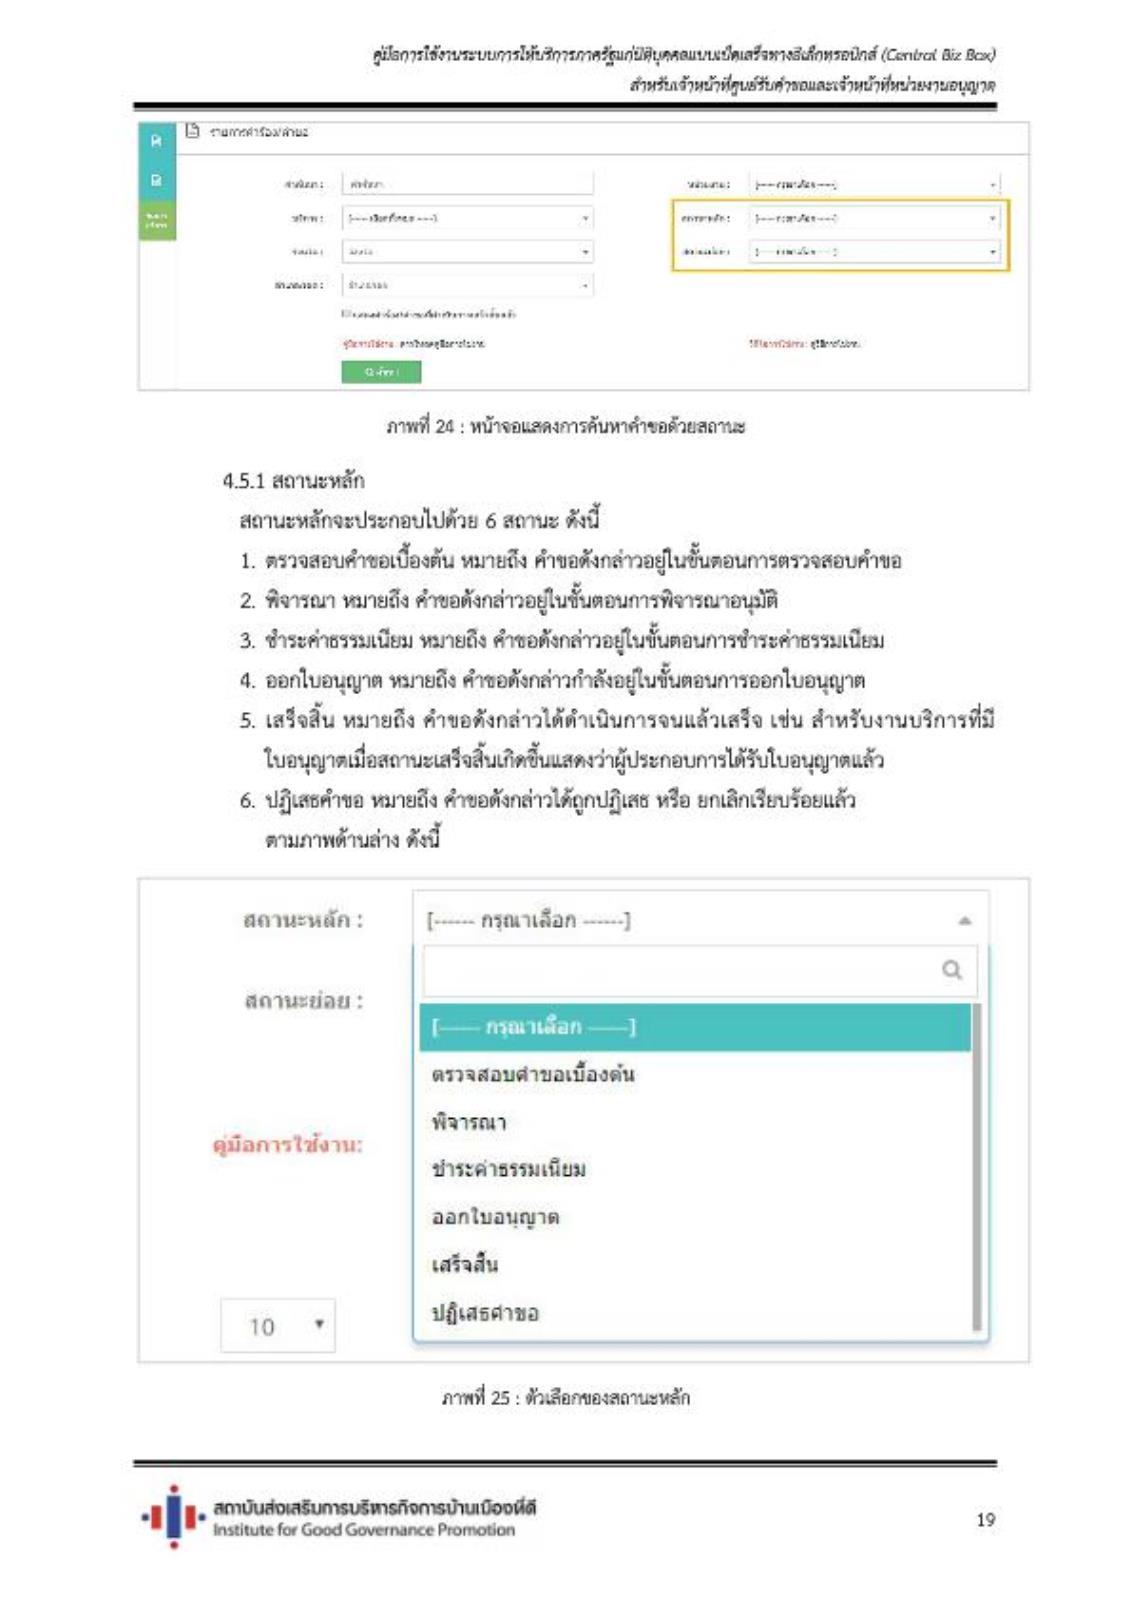 คู่มือการใช้งานระบบการให้บริการภาครัฐแก่นิติบุคคลแบบเบ็ดเสร็จทางอิเล็กทรอนิกส์ (Central Biz Box)
สำหรับเจ้าหน้าที่ศูนย์รับคำขอและเจ้าหน้าที่หน่วยงานอนุญาต
รายการคำร้อง/คำขอ
ภาพที่ 24 : หน้าจอแสดงการค้นหาคำขอด้วยสถานะ
4.5.1 สถานะหลัก
สถานะหลักจะประกอบไปด้วย 6 สถานะ ดังนี้
1. ตรวจสอบคำขอเบื้องต้น หมายถึง คำขอดังกล่าวอยู่ในขั้นตอนการตรวจสอบคำขอ
2. พิจารณา หมายถึง คำขอดังกล่าวอยู่ในขั้นตอนการพิจารณาอนุมัติ
3. ชำระค่าธรรมเนียม หมายถึง คำขอดังกล่าวอยู่ในขั้นตอนการชำระค่าธรรมเนียม
4. ออกใบอนุญาต หมายถึง คำขอดังกล่าวกำลังอยู่ในขั้นตอนการออกใบอนุญาต
5. เสร็จสิ้น หมายถึง คำขอดังกล่าวได้ดำเนินการจนแล้วเสร็จ เช่น สำหรับงานบริการที่มี
ใบอนุญาตเมื่อสถานะเสร็จสิ้นเกิดขึ้นแสดงว่าผู้ประกอบการได้รับใบอนุญาตแล้ว
6. ปฏิเสธคำขอ หมายถึง คำขอดังกล่าวได้ถูกปฏิเสธ หรือ ยกเลิกเรียบร้อยแล้ว
ตามภาพด้านล่าง ดังนี้
สถานะหลัก : [------ กรุณาเลือก ------]
สถานะย่อย :
[------ กรุณาเลือก ------]
ตรวจสอบคำขอเบื้องต้น
พิจารณา
คู่มือการใช้งาน:
ชำระค่าธรรมเนียม
ออกใบอนุญาต
เสร็จสิ้น
ปฏิเสธคำขอ
10
ภาพที่ 25 : ตัวเลือกของสถานะหลัก
สถาบันส่งเสริมการบริหารกิจการบ้านเมืองที่ดี
Institute for Good Governance Promotion
19